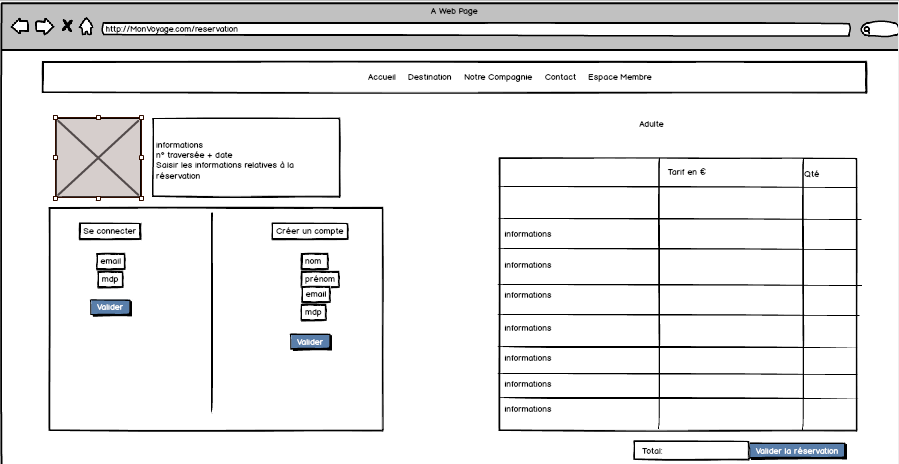 A Web Page
http://MonVoyage.com/reservation
Accueil Destination Notre Compagnie Contact Espace Membre
informations
n° traversée + date
Saisir les informations relatives à la
réservation
Se connecter
email
mdp
Valider
Créer un compte
nom
prénom
email
mdp
Valider
Adulte
Tarif en € Qté
informations
informations
informations
informations
informations
informations
informations
Total: Valider la réservation